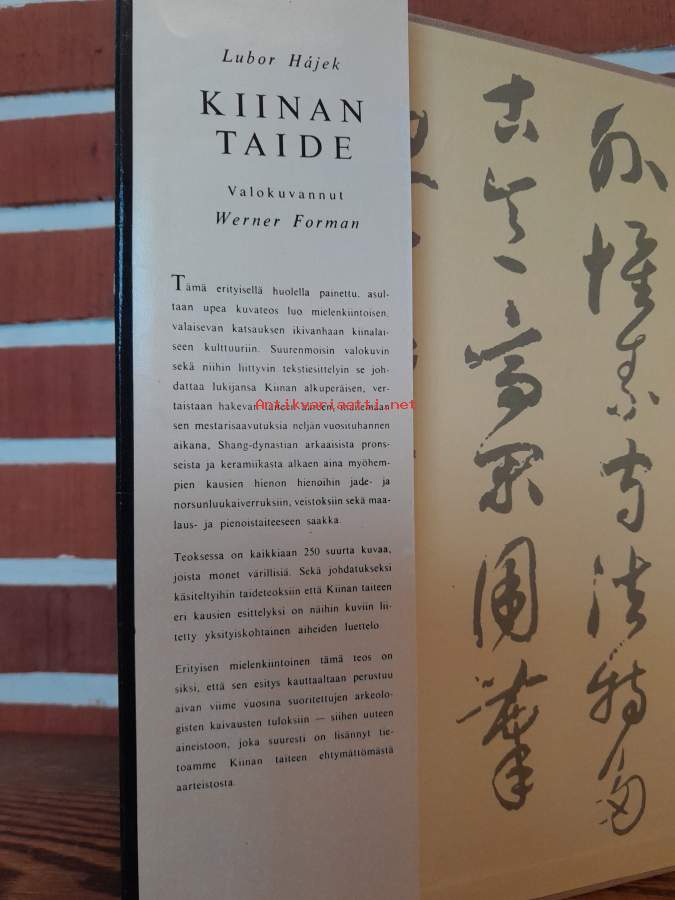 Lubor Hájek
KIINAN
TAIDE
Valokuvannut
Werner Forman
Tämä erityisellä huolella painettu, asul-
taan upea kuvateos luo mielenkiintoisen,
valaisevan katsauksen ikivanhaan kiinalai-
seen kulttuuriin. Suurenmoisin valokuvin
sekä niihin liittyvin tekstiesittelyin se joh-
dattaa lukijansa Kiinan alkuperäisen, ver-
taistaan hakevan taiteen
Antikvariaatti.net
sen mestarisaavutuksia neljän vuosituhannen
aikana, Shang-dynastian arkaaisista prons-
seista ja keramiikasta alkaen aina myöhem-
pien kausien hienon hienoihin jade- ja
norsunluukaiverruksiin, veistoksiin sekä maa-
laus- ja pienoistaiteeseen saakka.
Teoksessa on kaikkiaan 250 suurta kuvaa,
joista monet värillisiä. Sekä johdatukseksi
käsiteltyihin taideteoksiin että Kiinan taiteen
eri kausien esittelyksi on näihin kuviin lii-
tetty yksityiskohtainen aiheiden luettelo
Erityisen mielenkiintoinen tämä teos on
siksi, että sen esitys kauttaaltaan perustuu
aivan viime vuosina suoritettujen arkeolo-
gisten kaivausten tuloksiin — siihen uuteen
aineistoon, joka suuresti on lisännyt tie-
toamme Kiinan taiteen ehtymättömästä
aarteistosta.